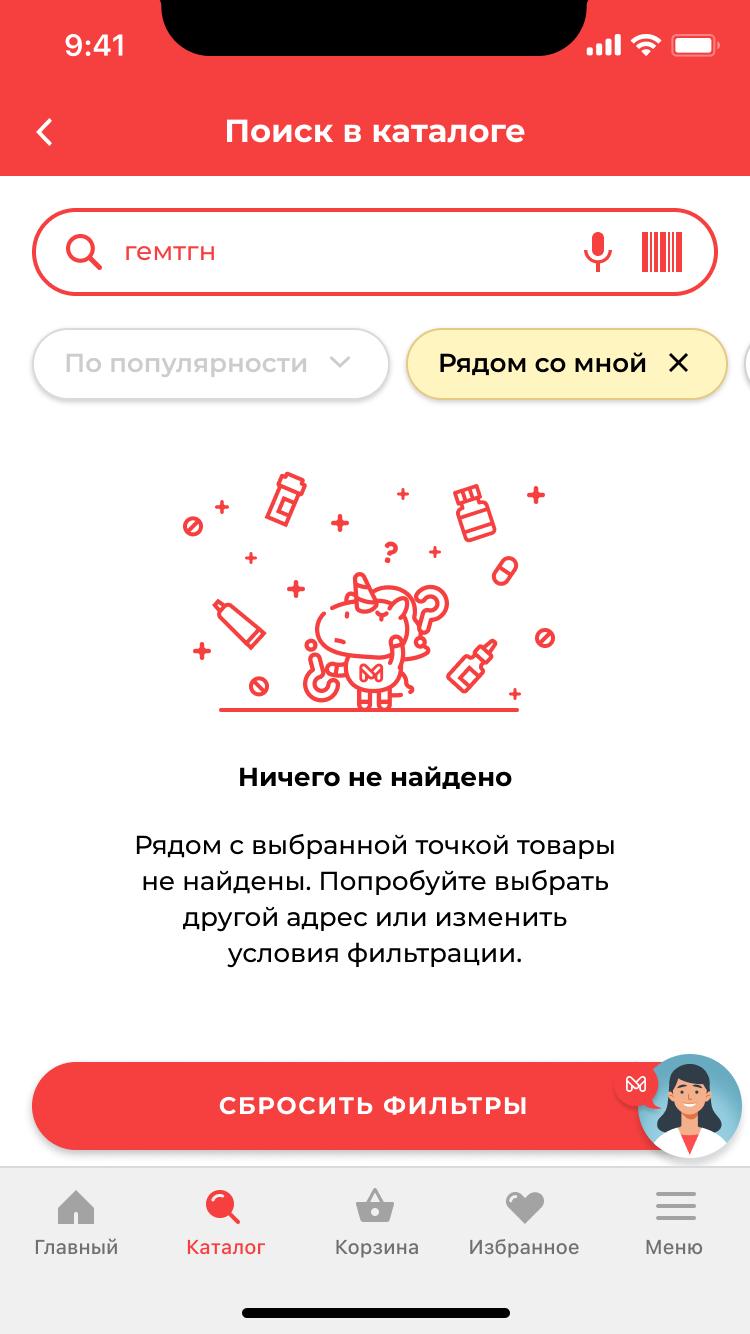 9:41
Поиск в каталоге
гемтгн
По популярности
Рядом со мной
?
Ничего не найдено
Рядом с выбранной точкой товары
не найдены. Попробуйте выбрать
другой адрес или изменить
условия фильтрации.
СБРОСИТЬ ФИЛЬТРЫ
Главный
Каталог
Корзина
Избранное
Меню